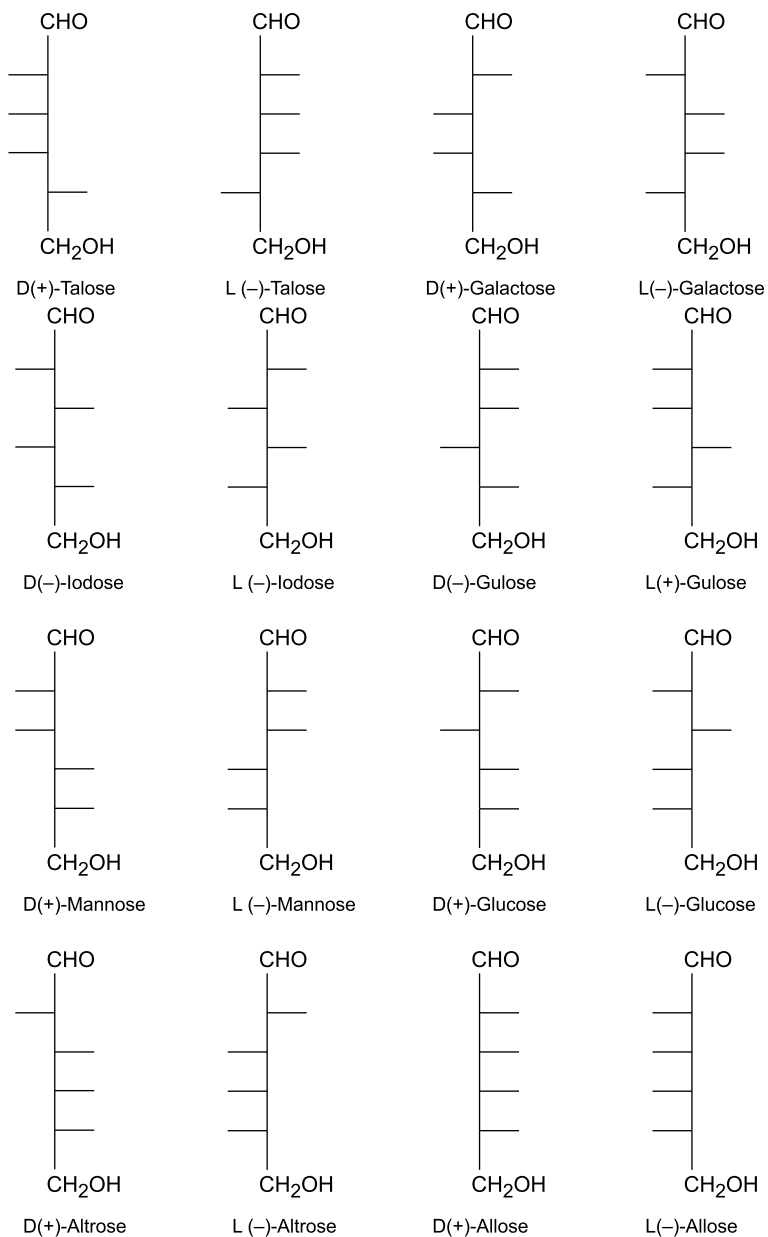 CHO CHO CHO CHO
CH2OH CH2OH CH2OH CH2OH
D(+)-Talose L (–)-Talose D(+)-Galactose L(–)-Galactose
CHO CHO CHO CHO
CH2OH CH2OH CH2OH CH2OH
D(–)-Iodose L (–)-Iodose D(–)-Gulose L(+)-Gulose
CHO CHO CHO CHO
CH2OH CH2OH CH2OH CH2OH
D(+)-Mannose L (–)-Mannose D(+)-Glucose L(–)-Glucose
CHO CHO CHO CHO
CH2OH CH2OH CH2OH CH2OH
D(+)-Altrose L (–)-Altrose D(+)-Allose L(–)-Allose